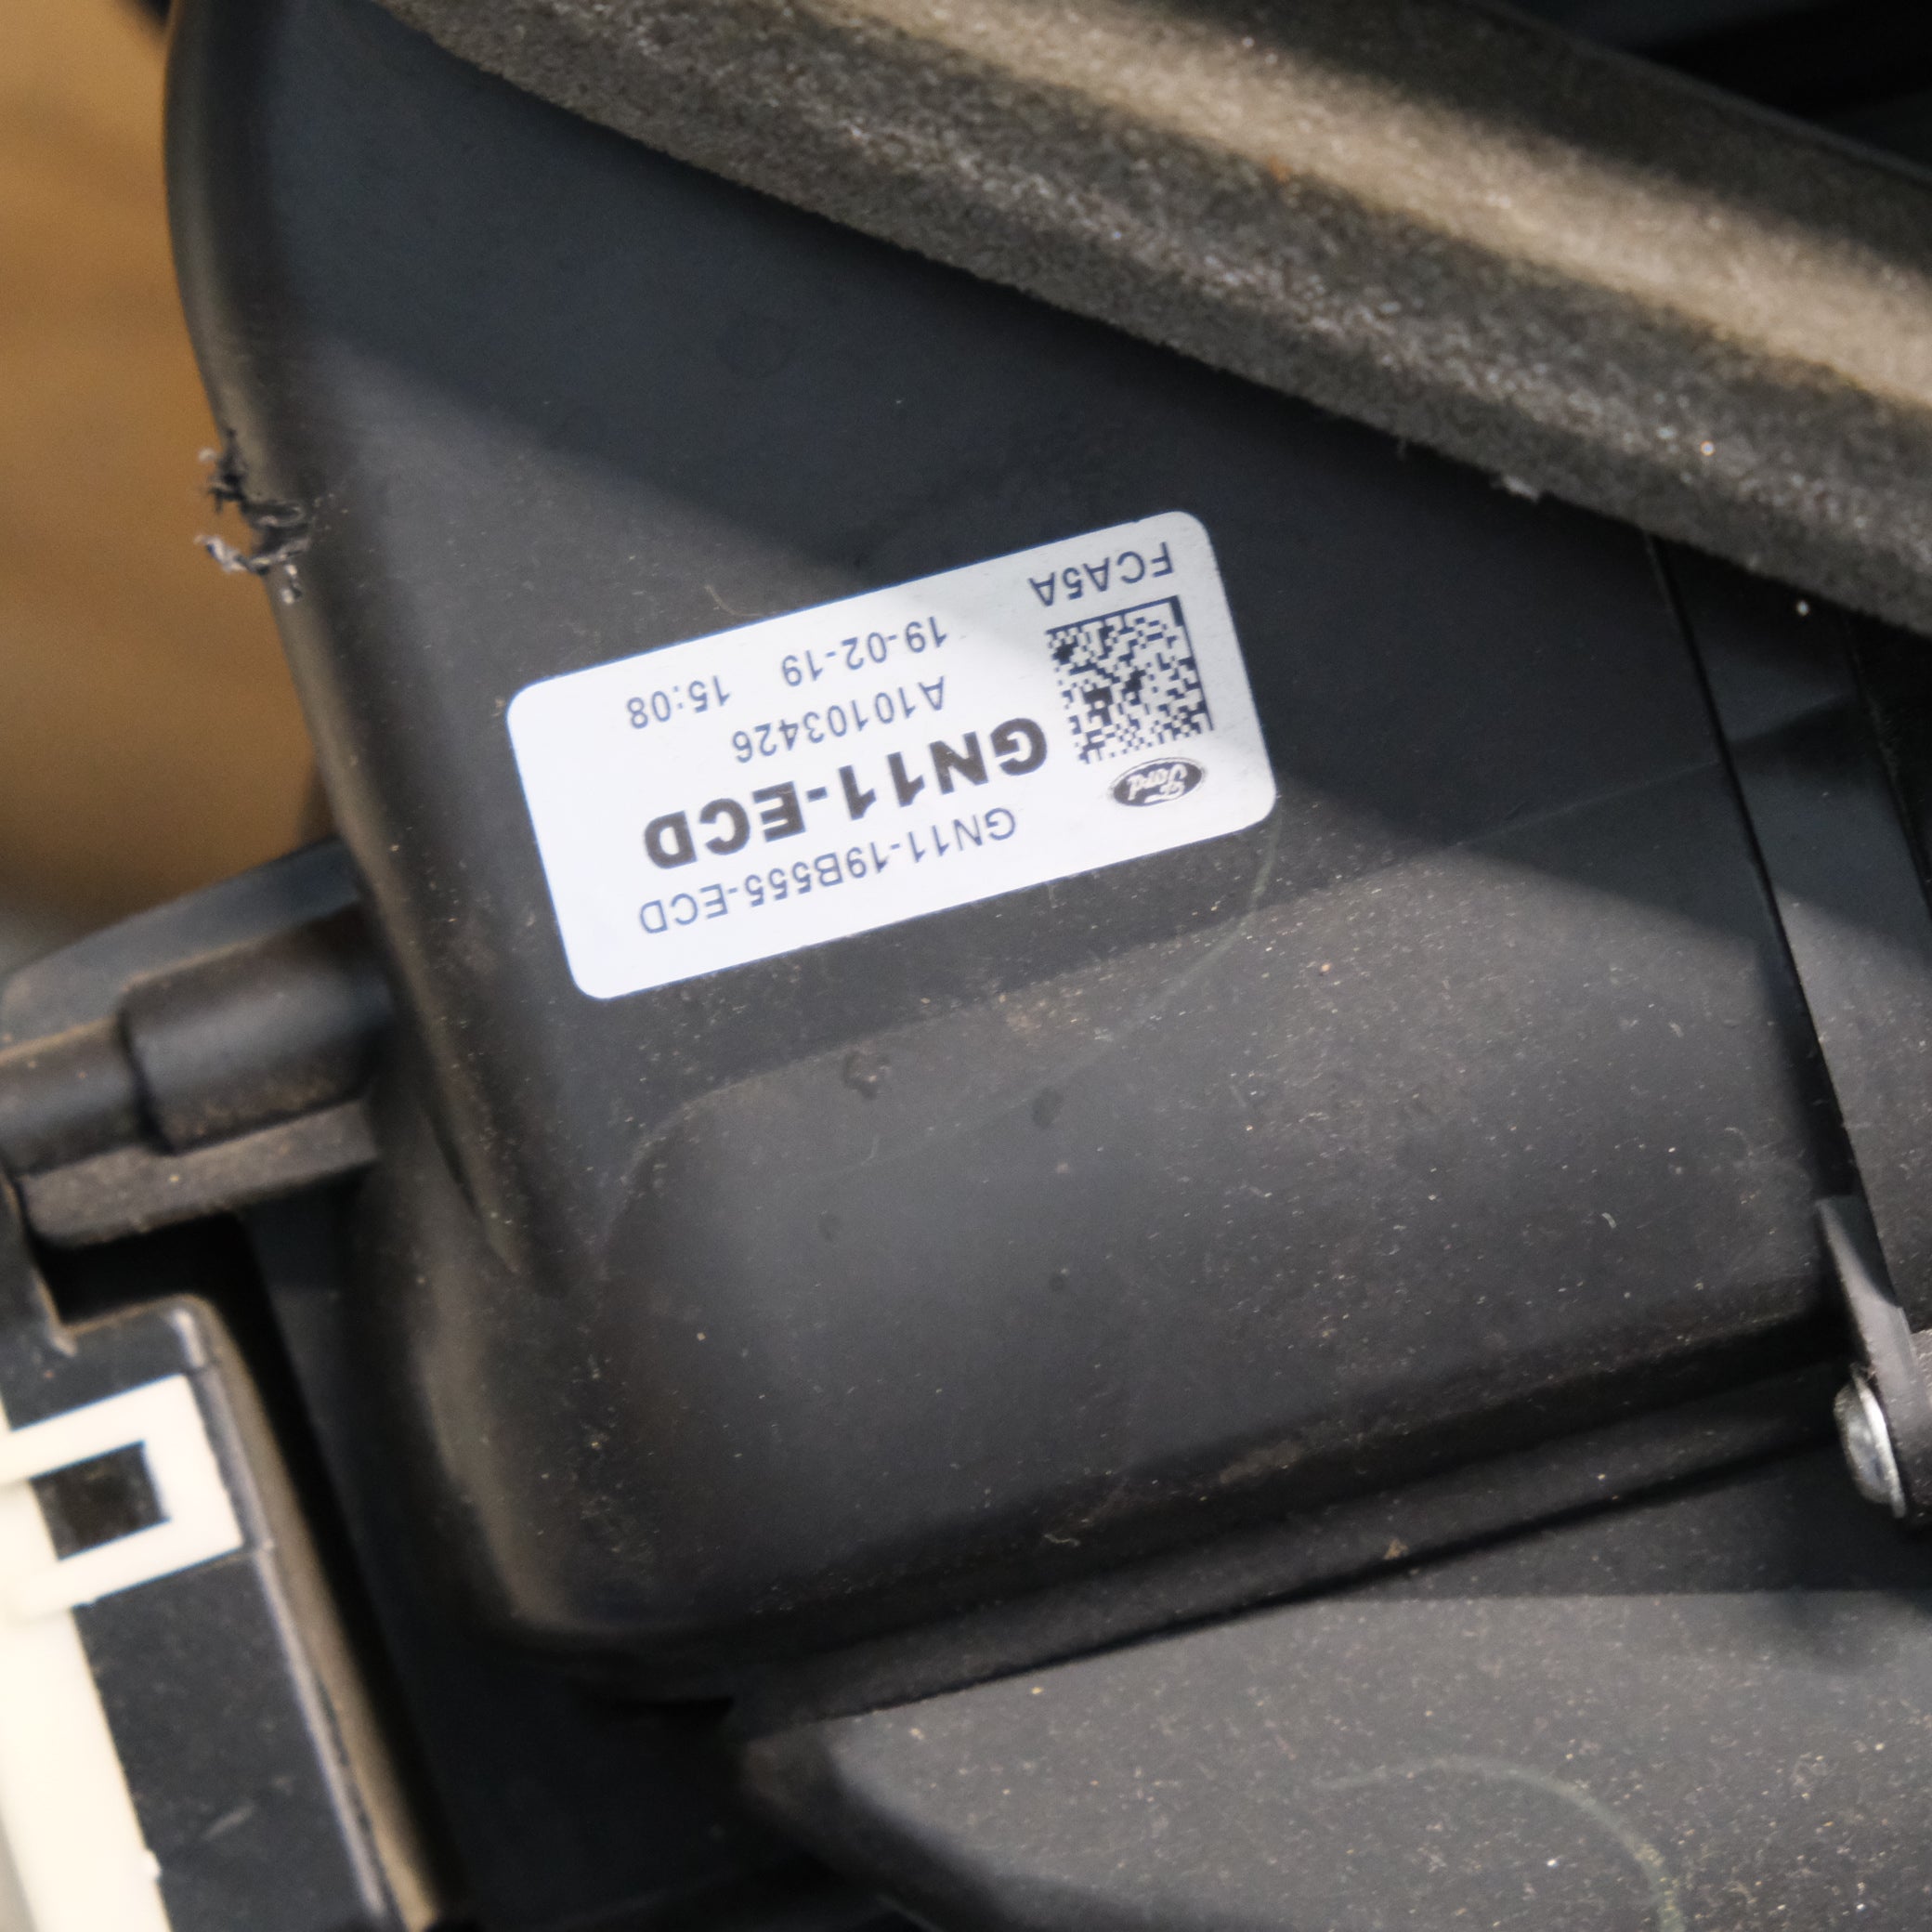 Ford
GN11-19B555-ECD
GN11-ECD
A10103426
19-02-19 15:08
FCA5A